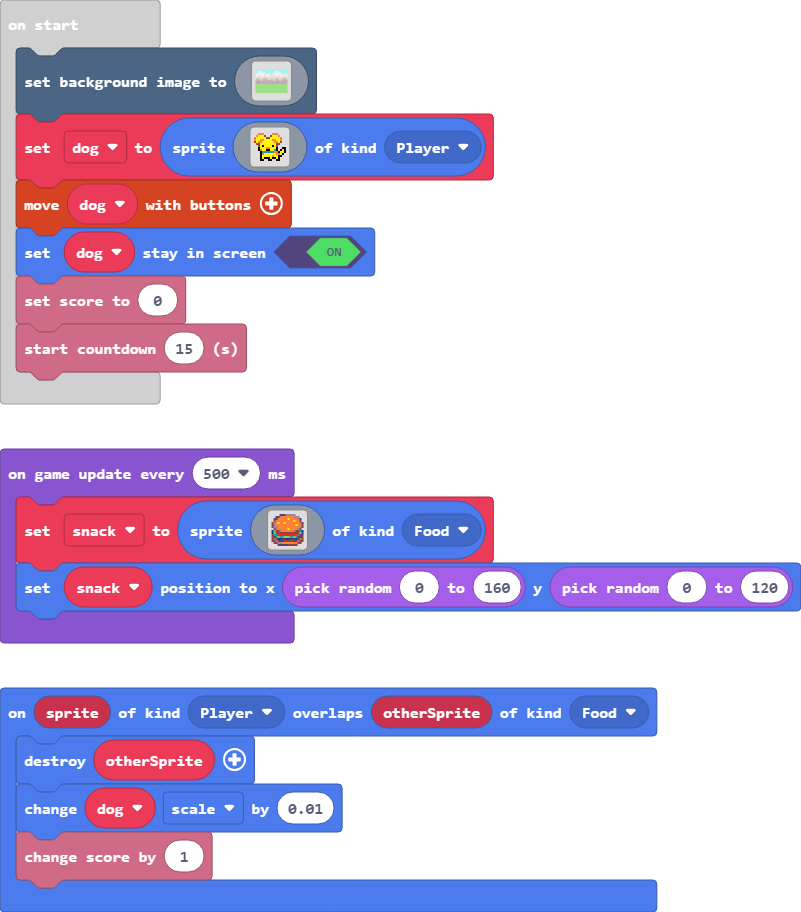 on start
set background image to
set dog to sprite of kind Player
move dog with buttons
set dog stay in screen ON
set score to 0
start countdown 15 (s)
on game update every 500 ms
set snack to sprite of kind Food
set snack position to x pick random 0 to 160 y pick random 0 to 120
on sprite of kind Player overlaps otherSprite of kind Food
destroy otherSprite
change dog scale by 0.01
change score by 1